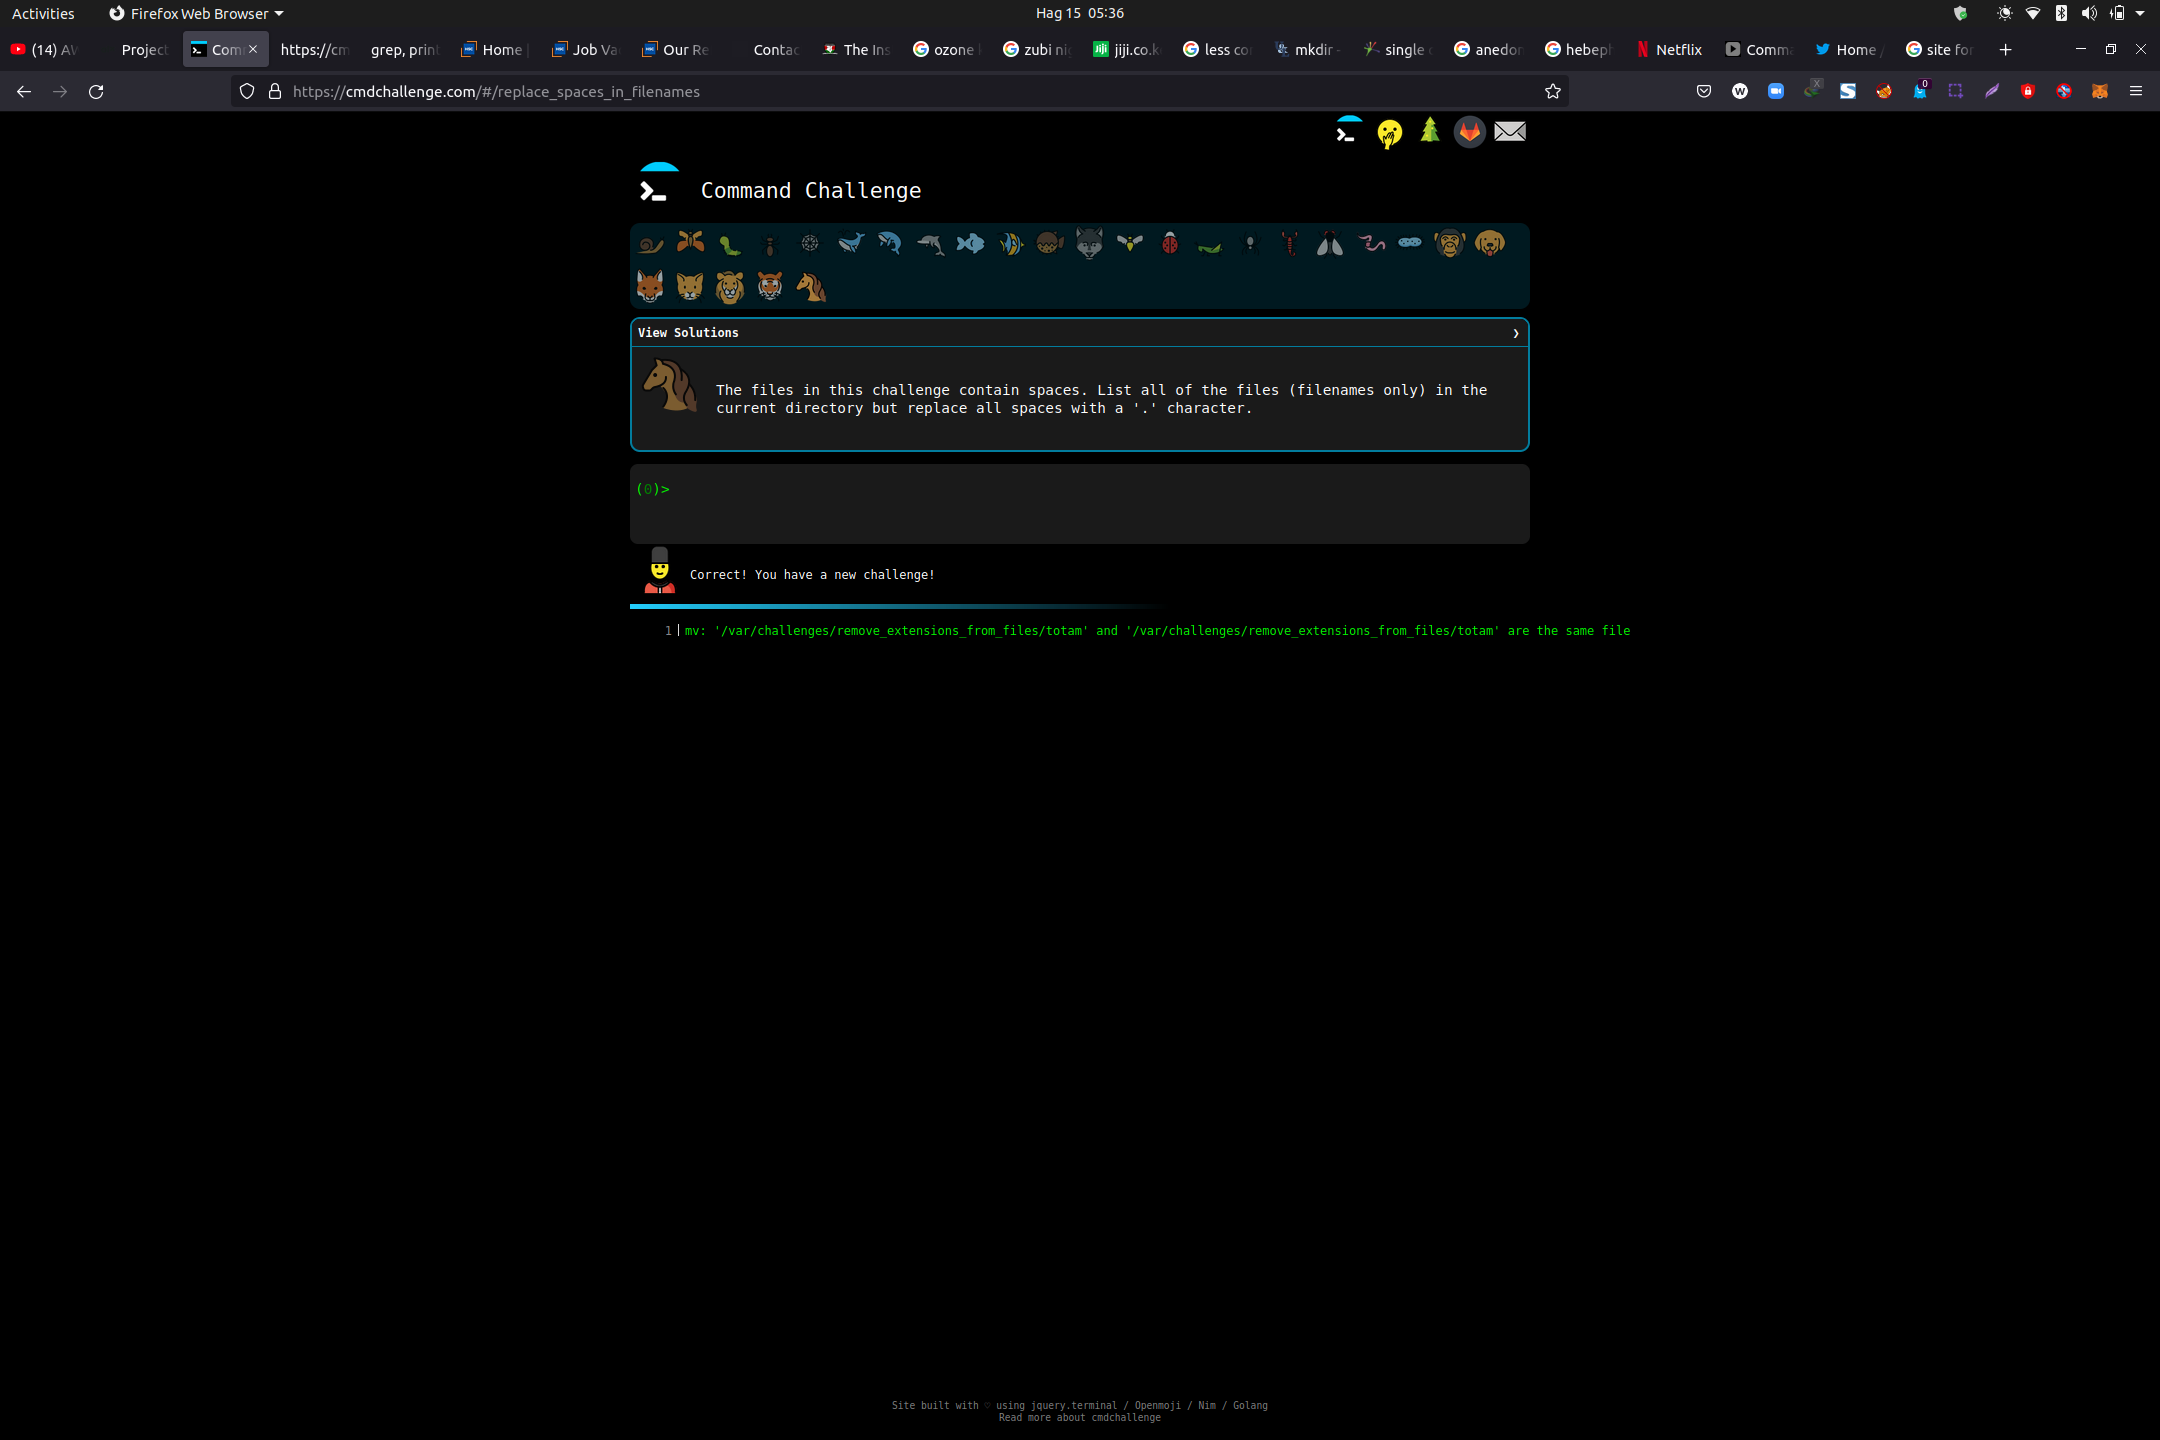 Activities Firefox Web Browser Hag 15 05:36
(14) AW Project Com https://cm grep, print Home Job Va Our Re Contac The Ins ozone zubi ni jiji.co.k less co mkdir - single anedon hebeph Netflix Comma Home / site for
https://cmdchallenge.com/#/replace_spaces_in_filenames
Command Challenge
View Solutions
The files in this challenge contain spaces. List all of the files (filenames only) in the
current directory but replace all spaces with a '.' character.
(0)>
Correct! You have a new challenge!
1 mv: '/var/challenges/remove_extensions_from_files/totam' and '/var/challenges/remove_extensions_from_files/totam' are the same file
Site built with ♡ using jquery.terminal / Openmoji / Nim / Golang
Read more about cmdchallenge